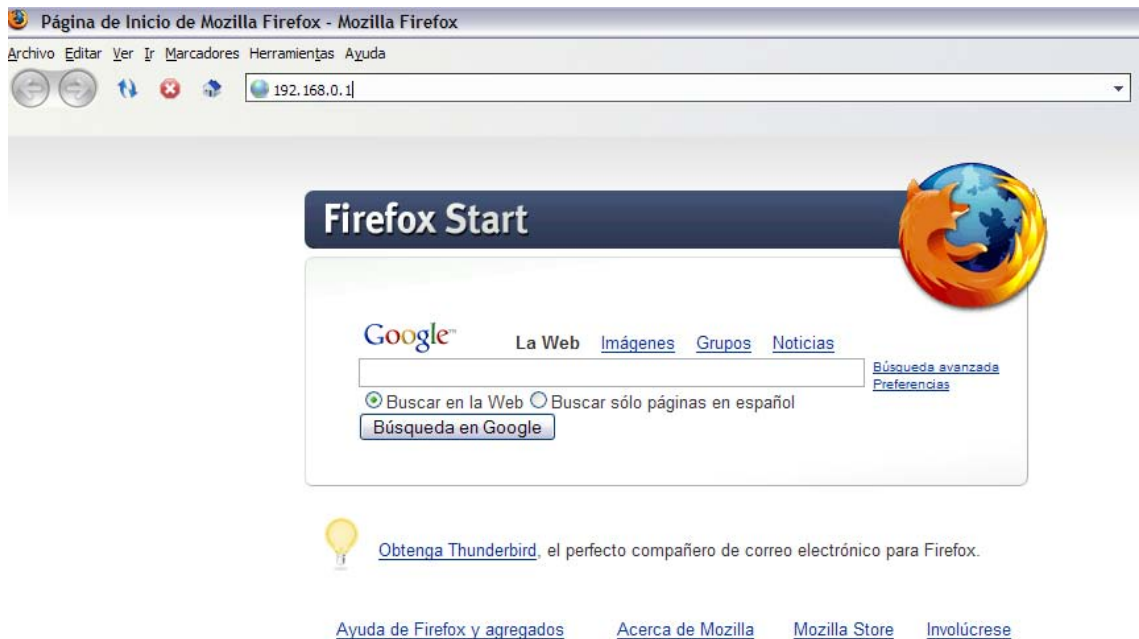 Página de Inicio de Mozilla Firefox - Mozilla Firefox
Archivo Editar Ver Ir Marcadores Herramientas Ayuda
192.168.0.1
Firefox Start
Google™ La Web Imágenes Grupos Noticias
Búsqueda avanzada
Preferencias
Buscar en la Web Buscar sólo páginas en español
Búsqueda en Google
Obtenga Thunderbird, el perfecto compañero de correo electrónico para Firefox.
Ayuda de Firefox y agregados Acerca de Mozilla Mozilla Store Involúcrese